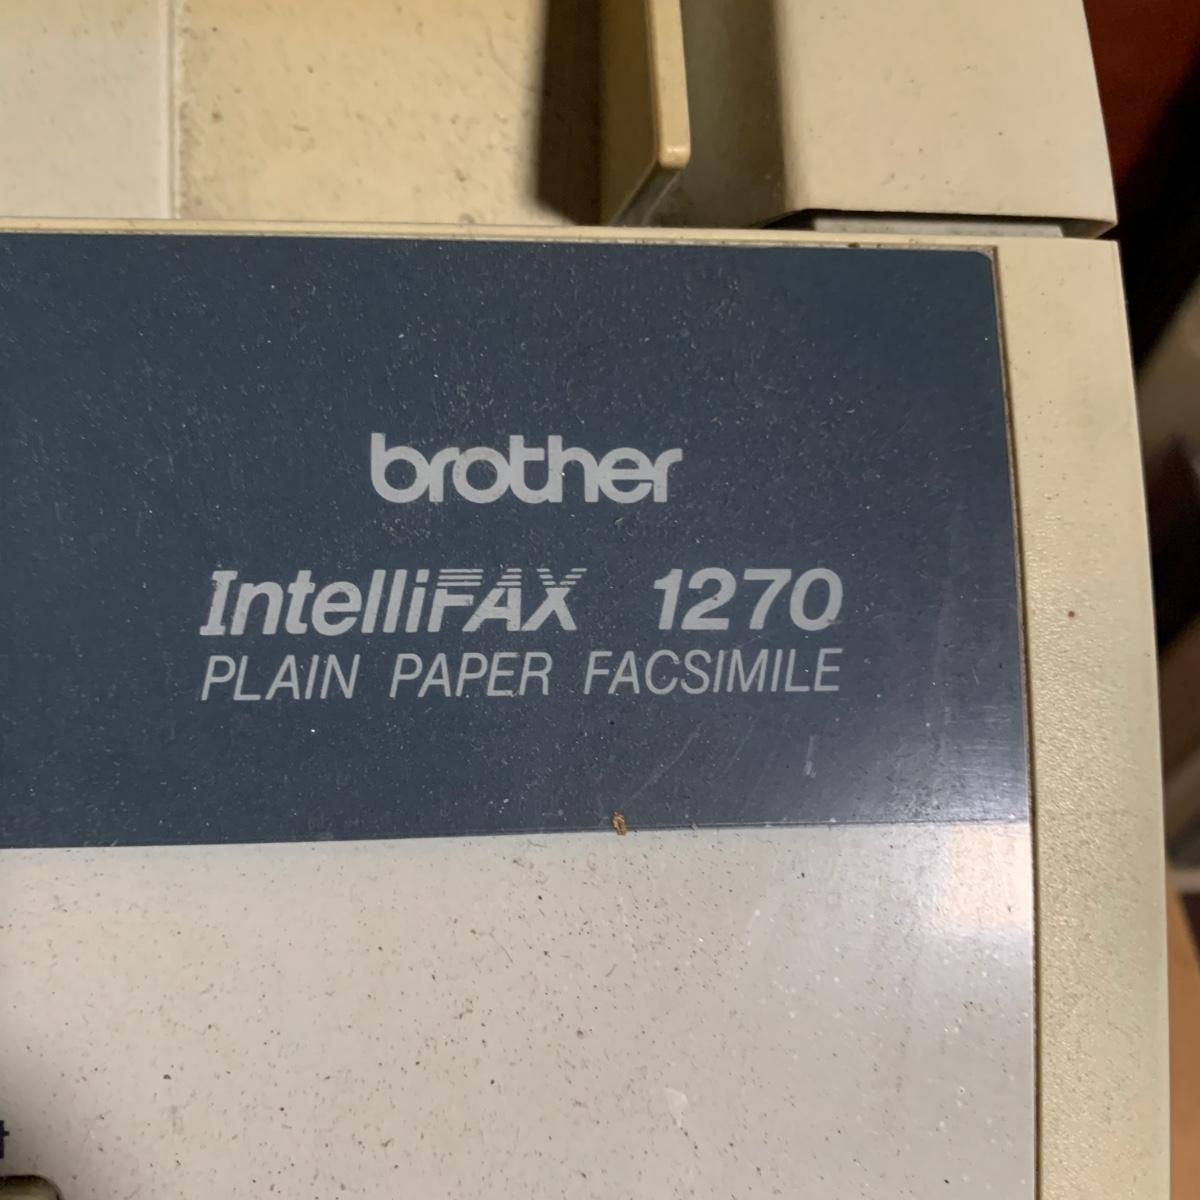 brother
IntelliFAX 1270
PLAIN PAPER FACSIMILE